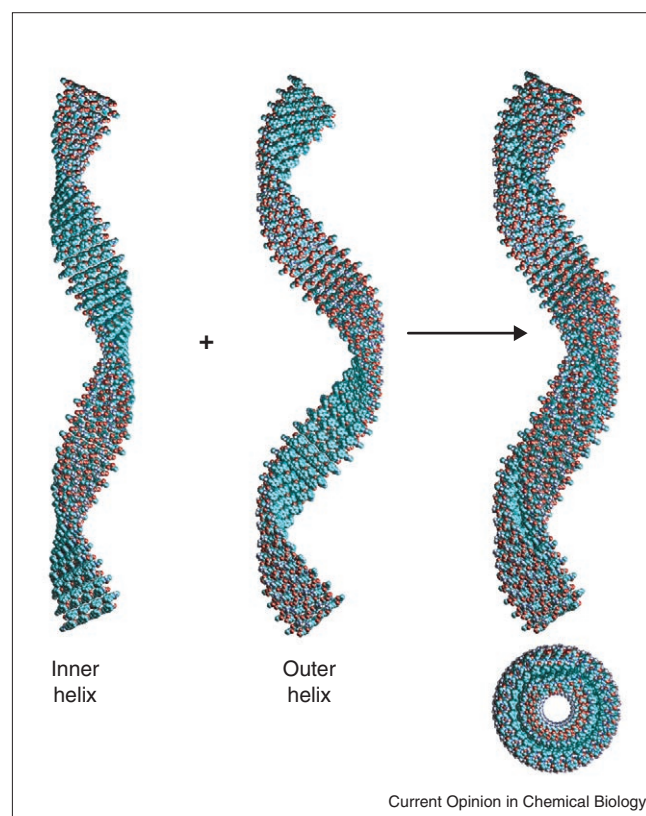 +
Inner
helix
Outer
helix
Current Opinion in Chemical Biology